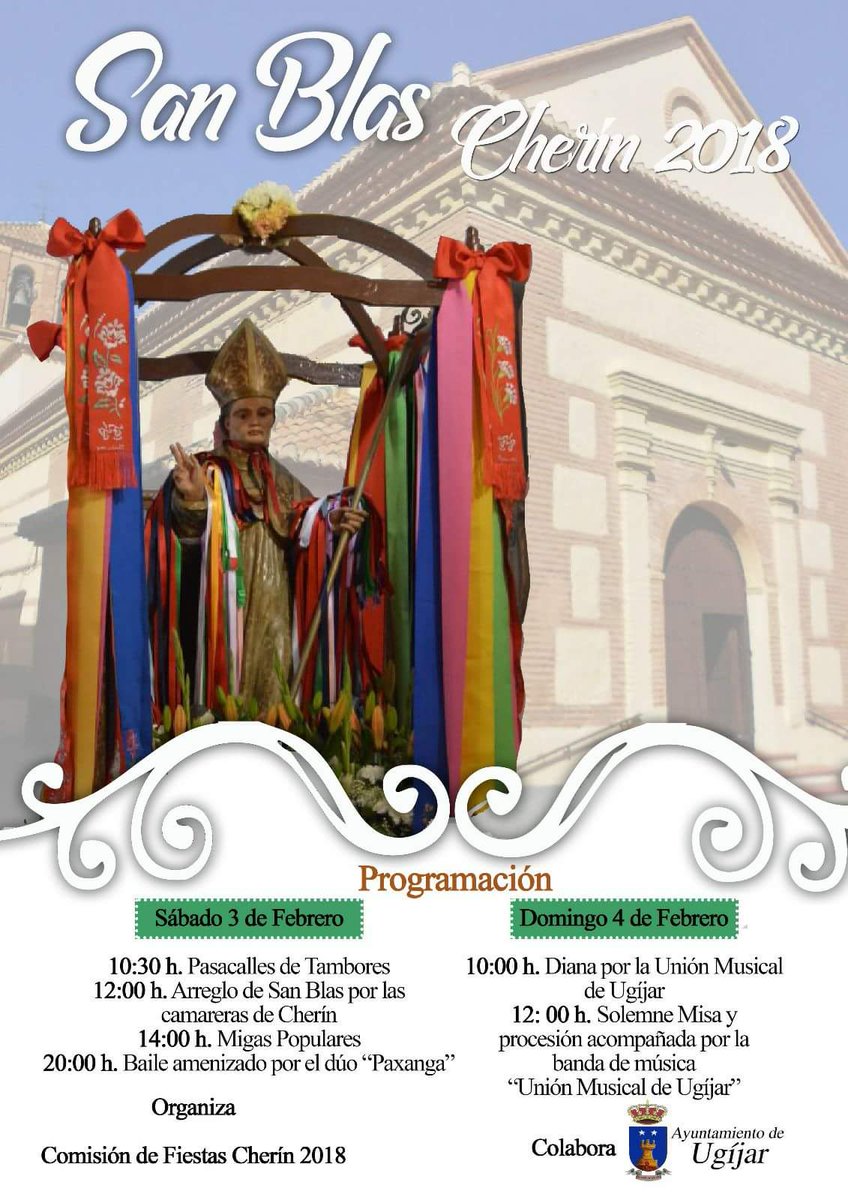 San Blas
Cherín 2018
Programación
Sábado 3 de Febrero
10:30 h. Pasacalles de Tambores
12:00 h. Arreglo de San Blas por las
camareras de Cherín
14:00 h. Migas Populares
20:00 h. Baile amenizado por el dúo “Paxanga”
Domingo 4 de Febrero
10:00 h. Diana por la Unión Musical
de Ugíjar
12: 00 h. Solemne Misa y
procesión acompañada por la
banda de música
“Unión Musical de Ugíjar”
Organiza
Comisión de Fiestas Cherín 2018
Colabora
Ayuntamiento de
Ugíjar